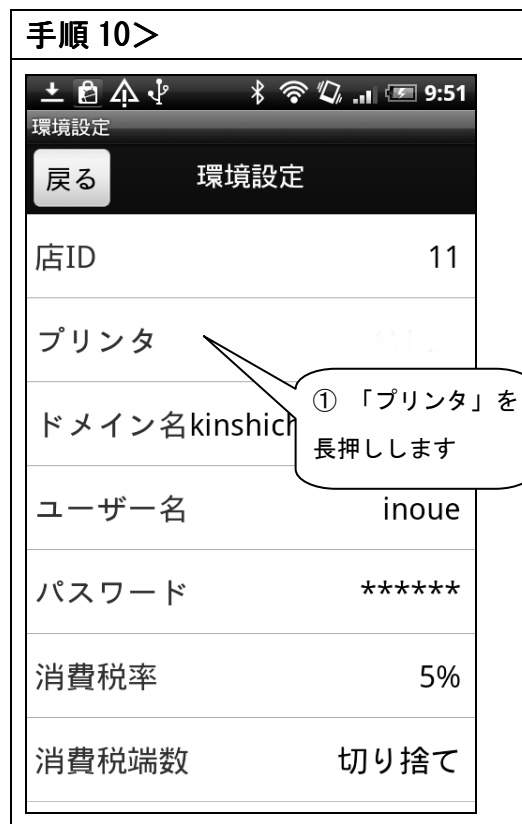 手順 10＞
9:51
環境設定
戻る 環境設定
店ID 11
プリンタ
① 「プリンタ」を
長押しします
ドメイン名kinshich
ユーザー名 inoue
パスワード ******
消費税率 5%
消費税端数 切り捨て